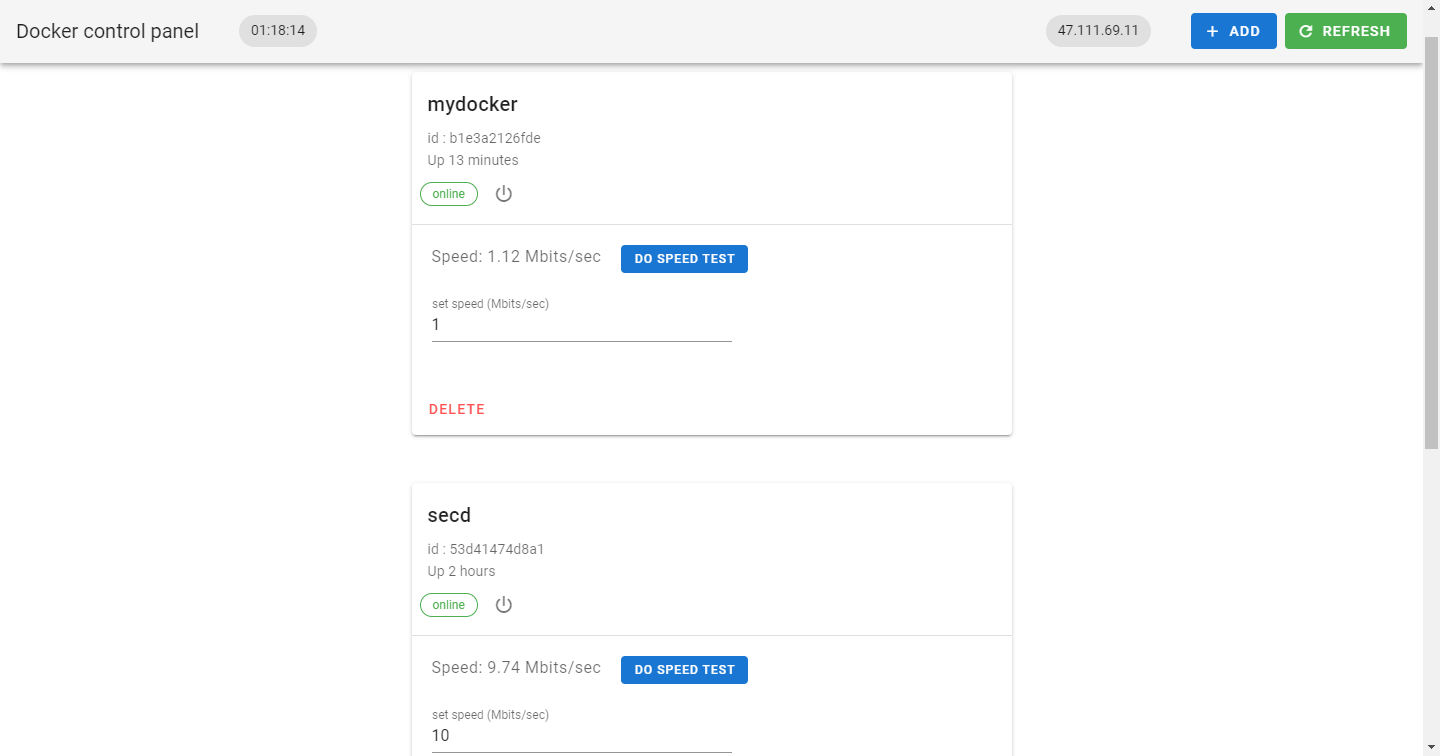 Docker control panel 01:18:14 47.111.69.11 + ADD REFRESH
mydocker
id : b1e3a2126fde
Up 13 minutes
online
Speed: 1.12 Mbits/sec DO SPEED TEST
set speed (Mbits/sec)
1
DELETE
secd
id : 53d41474d8a1
Up 2 hours
online
Speed: 9.74 Mbits/sec DO SPEED TEST
set speed (Mbits/sec)
10